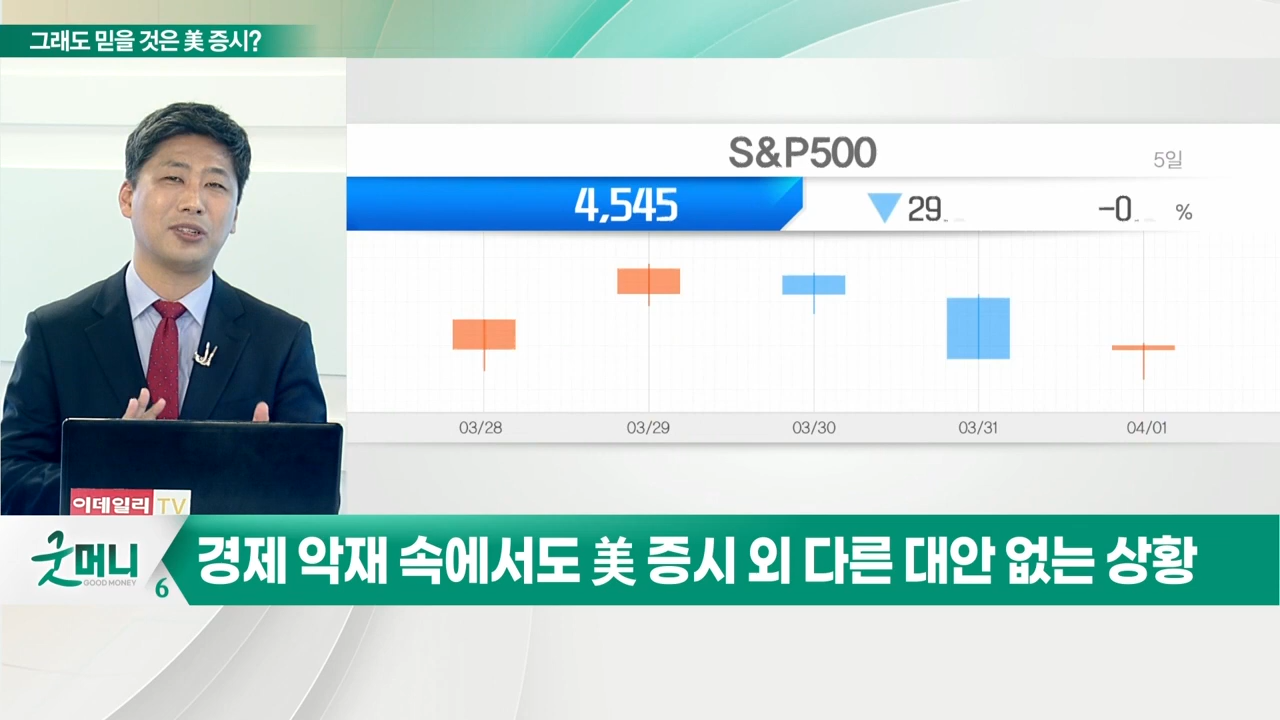 그래도 믿을 것은 美 증시?
S&P500
5일
4,545
▼ 29
-0 %
03/28 03/29 03/30 03/31 04/01
이데일리 TV
굿머니
GOOD MONEY
6
경제 악재 속에서도 美 증시 외 다른 대안 없는 상황